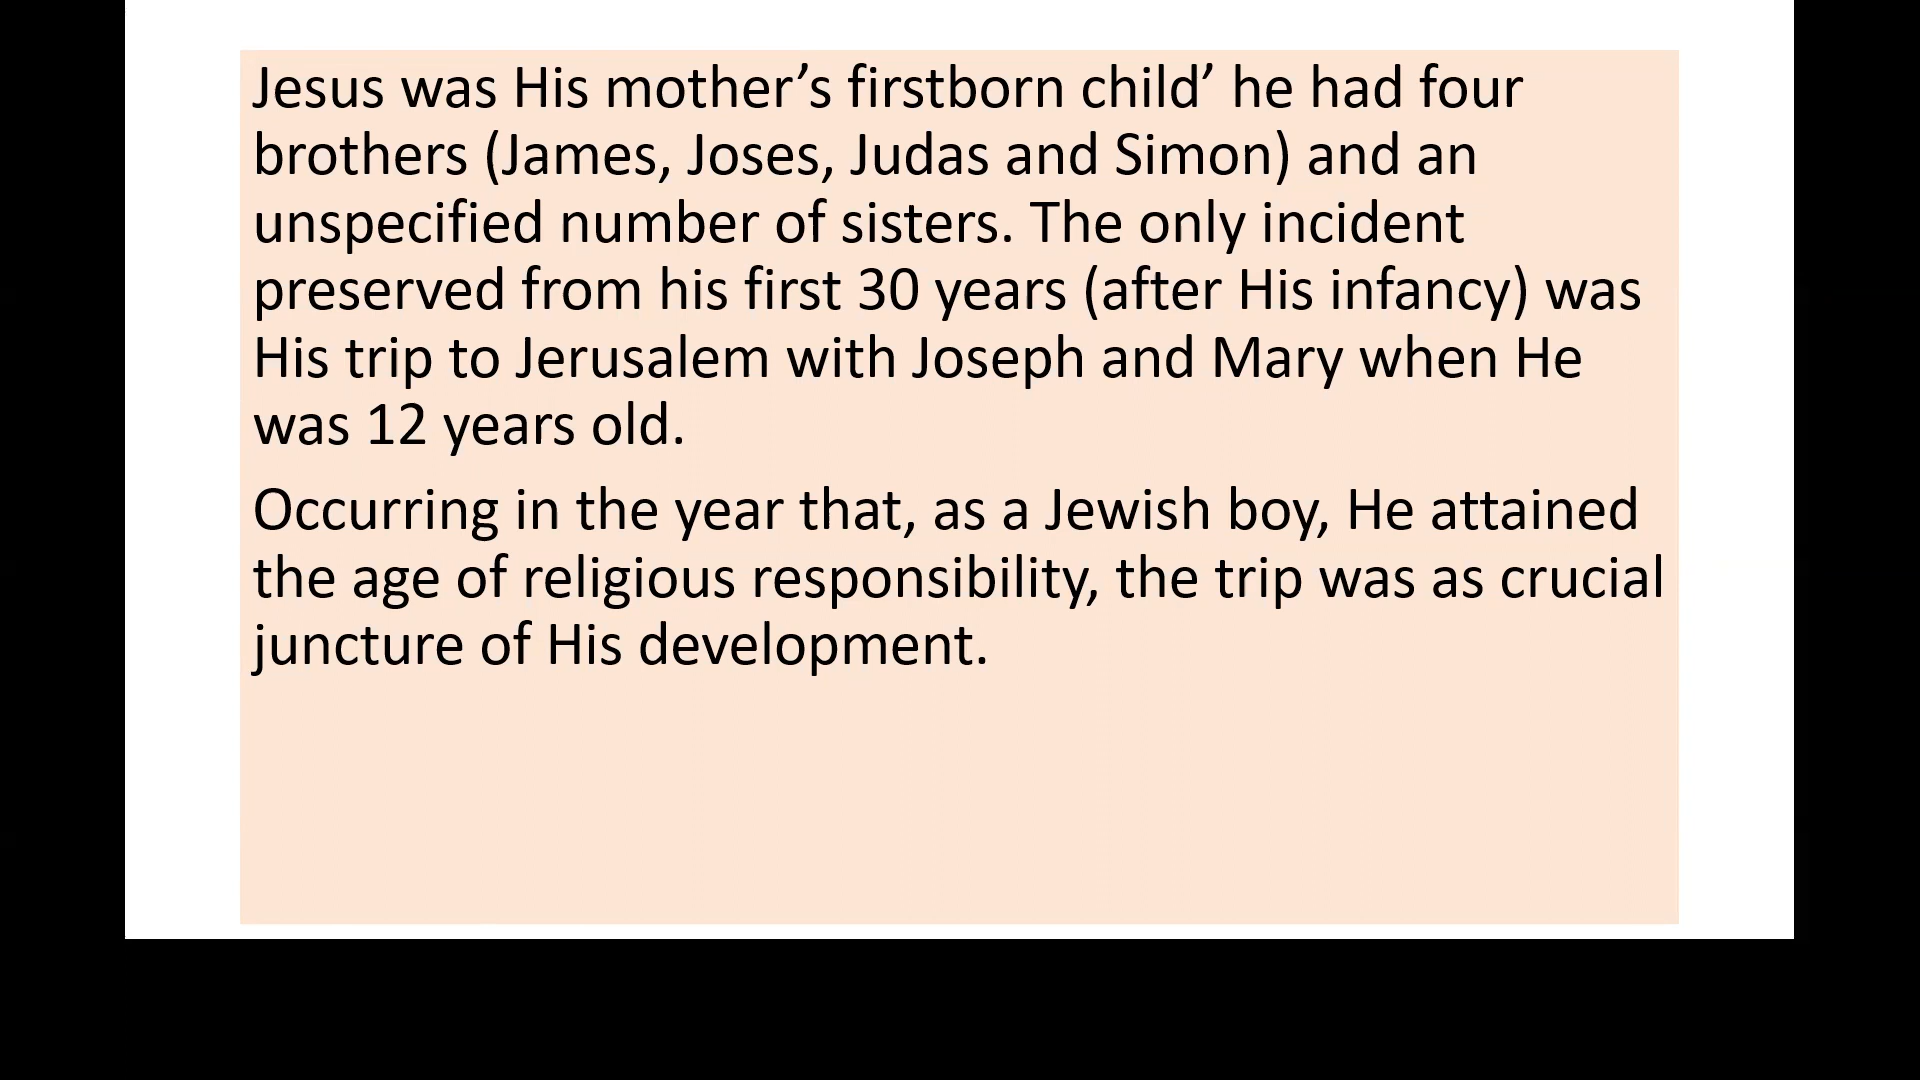 Jesus was His mother’s firstborn child’ he had four
brothers (James, Joses, Judas and Simon) and an
unspecified number of sisters. The only incident
preserved from his first 30 years (after His infancy) was
His trip to Jerusalem with Joseph and Mary when He
was 12 years old.
Occurring in the year that, as a Jewish boy, He attained
the age of religious responsibility, the trip was as crucial
juncture of His development.